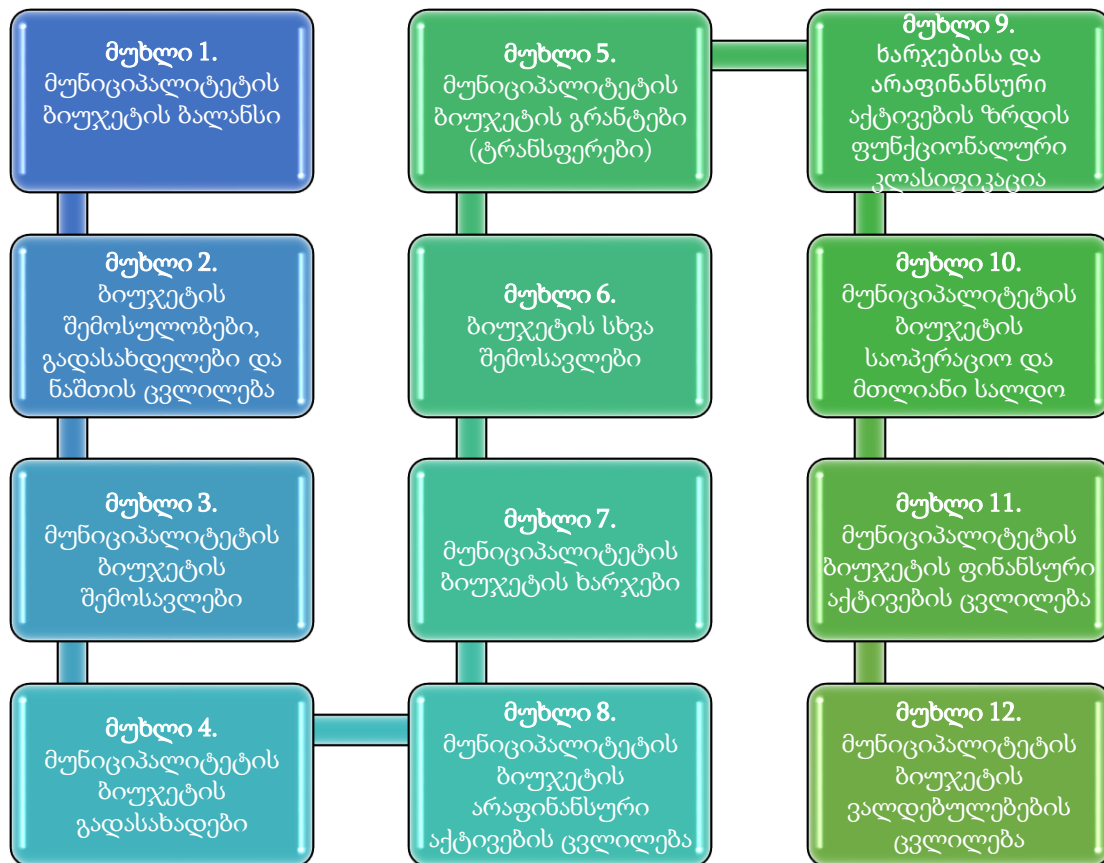 მუხლი 1.
მუნიციპალიტეტის
ბიუჯეტის ბალანსი
მუხლი 2.
ბიუჯეტის
შემოსულობები,
გადასახდელები და
ნაშთის ცვლილება
მუხლი 3.
მუნიციპალიტეტის
ბიუჯეტის
შემოსავლები
მუხლი 4.
მუნიციპალიტეტის
ბიუჯეტის
გადასახადები
მუხლი 5.
მუნიციპალიტეტის
ბიუჯეტის გრანტები
(ტრანსფერები)
მუხლი 6.
ბიუჯეტის სხვა
შემოსავლები
მუხლი 7.
მუნიციპალიტეტის
ბიუჯეტის ხარჯები
მუხლი 8.
მუნიციპალიტეტის
ბიუჯეტის
არაფინანსური
აქტივების ცვლილება
მუხლი 9.
ხარჯებისა და
არაფინანსური
აქტივების ზრდის
ფუნქციონალური
კლასიფიკაცია
მუხლი 10.
მუნიციპალიტეტის
ბიუჯეტის
საოპერაციო და
მთლიანი სალდო
მუხლი 11.
მუნიციპალიტეტის
ბიუჯეტის ფინანსური
აქტივების ცვლილება
მუხლი 12.
მუნიციპალიტეტის
ბიუჯეტის
ვალდებულებების
ცვლილება